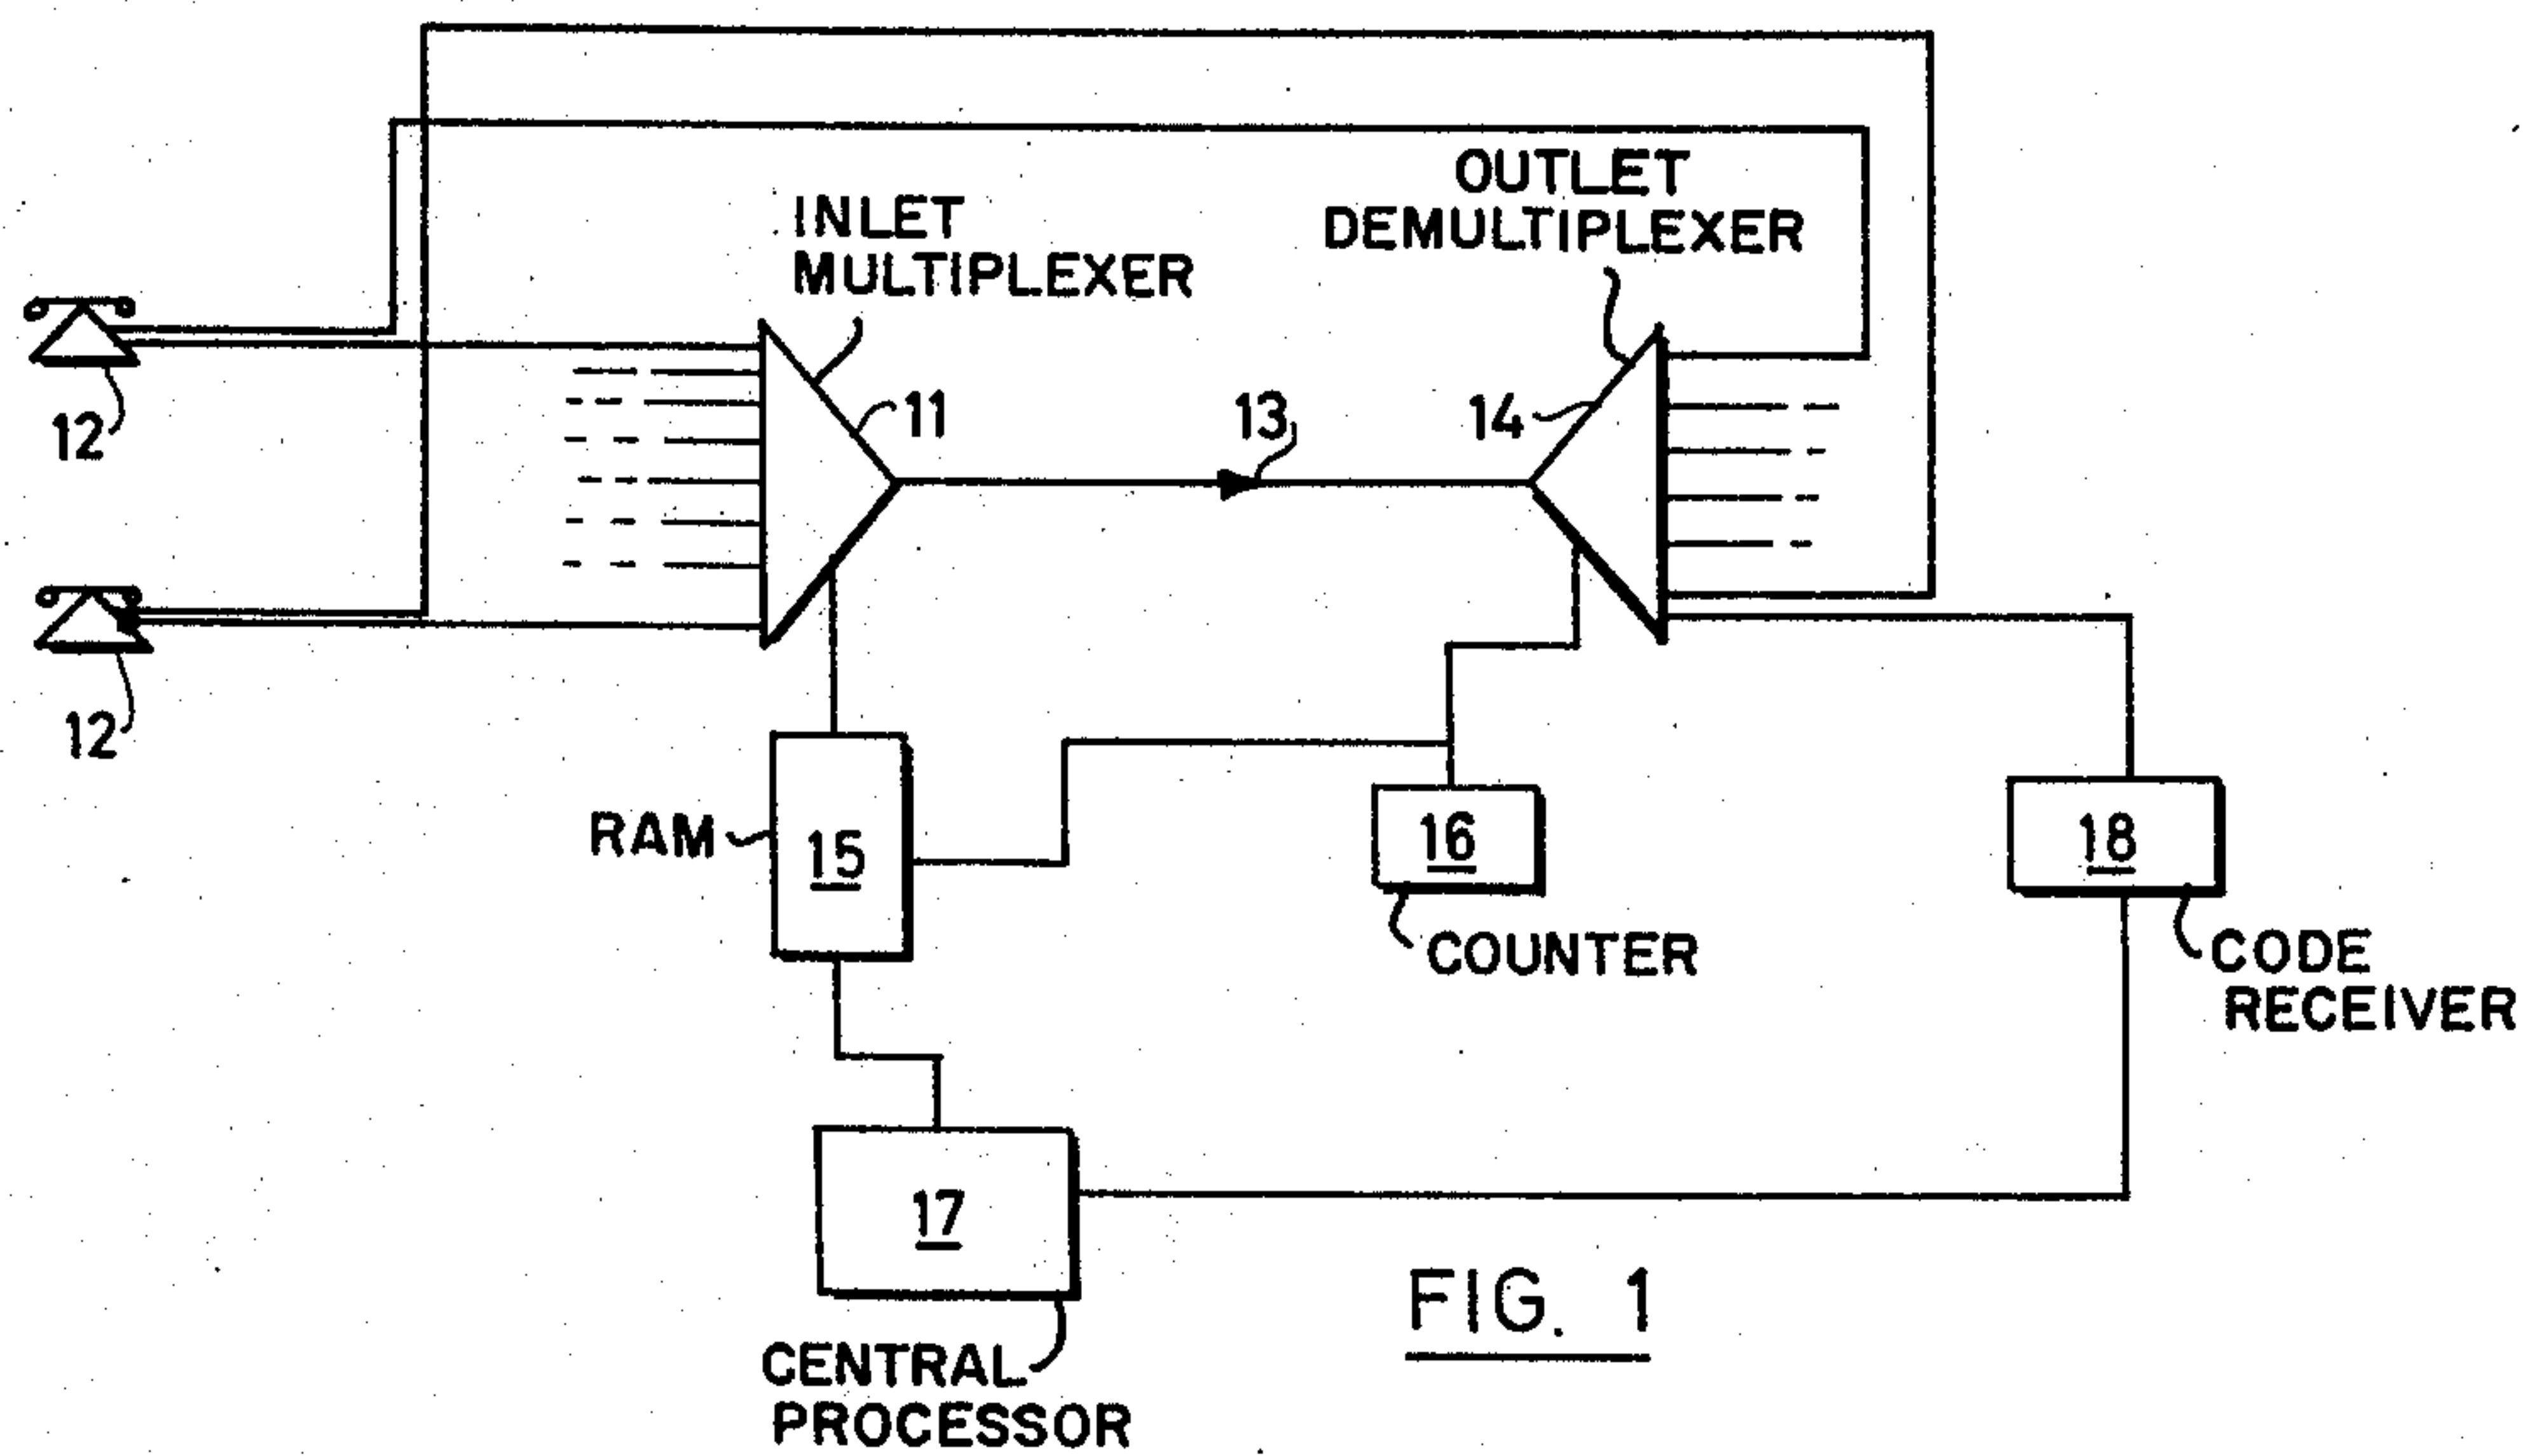 OUTLET
DEMULTIPLEXER
INLET
MULTIPLEXER
12
11
13
14
12
RAM
15
16
18
COUNTER
CODE
RECEIVER
17
FIG. 1
CENTRAL
PROCESSOR